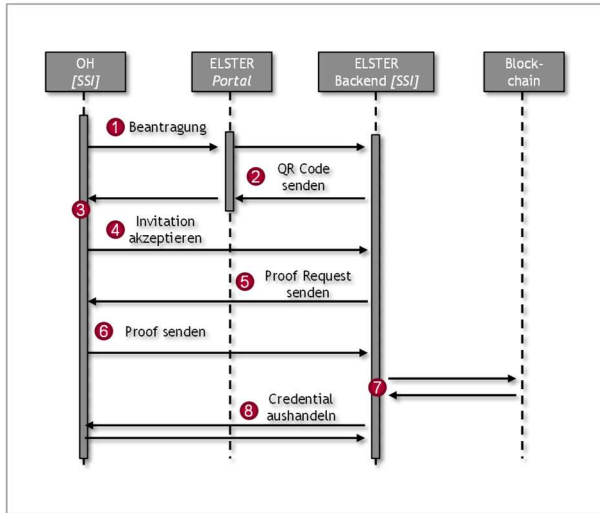 OH
[SSI]
ELSTER
Portal
ELSTER
Backend [SSI]
Block-
chain
1 Beantragung
2 QR Code
senden
3
4 Invitation
akzeptieren
5 Proof Request
senden
6 Proof senden
7
8 Credential
aushandeln